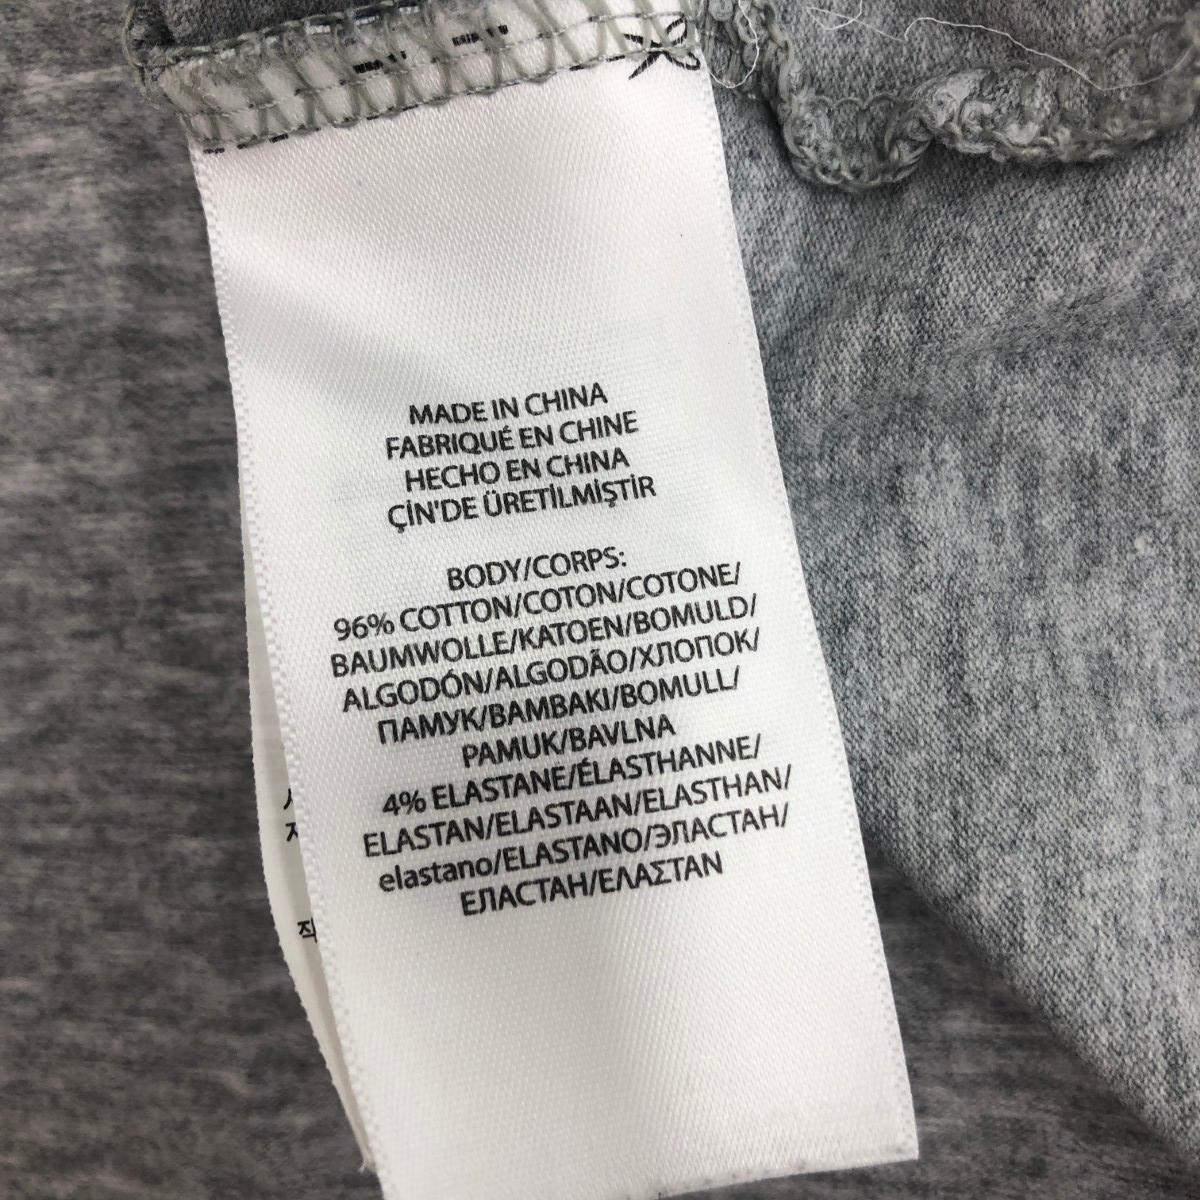 MADE IN CHINA
FABRIQUÉ EN CHINE
HECHO EN CHINA
ÇİN'DE ÜRETİLMİŞTİR
BODY/CORPS:
96% COTTON/COTON/COTONE/
BAUMWOLLE/KATOEN/BOMULD/
ALGODÓN/ALGODÃO/ХЛОПОК/
ПАМУК/BAMBAKI/BOMULL/
PAMUK/BAVLNA
4% ELASTANE/ÉLASTHANNE/
ELASTAN/ELASTAAN/ELASTHAN/
elastano/ELASTANO/ЭЛАСТАН/
ЕЛАСТАН/ΕΛΑΣΤΑΝ